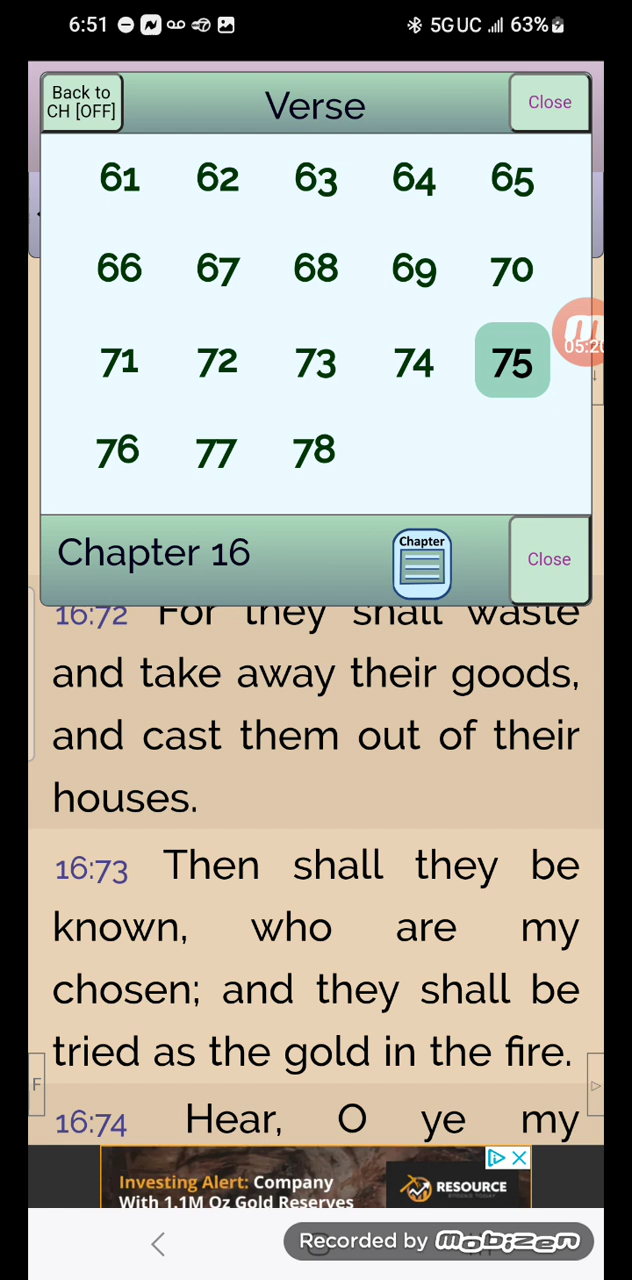 6:51 5G UC 63%
Back to
CH [OFF]
Verse
Close
61 62 63 64 65
66 67 68 69 70
71 72 73 74 75
05:20
76 77 78
Chapter 16
Chapter
Close
16:72 For they shall waste
and take away their goods,
and cast them out of their
houses.
16:73 Then shall they be
known, who are my
chosen; and they shall be
tried as the gold in the fire.
F
16:74 Hear, O ye my
Investing Alert: Company
With 1.1M Oz Gold Reserves
RESOURCE
Recorded by mobizen